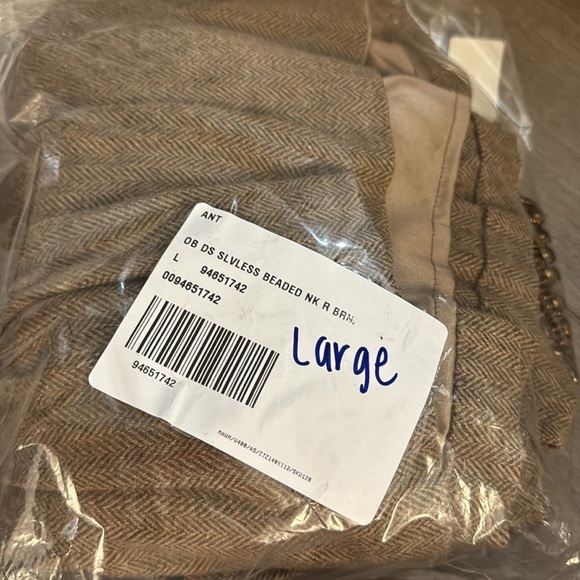 ANT
OB DS SLVLESS BEADED NK R BRN,
L 94651742
0094651742
94651742
Large